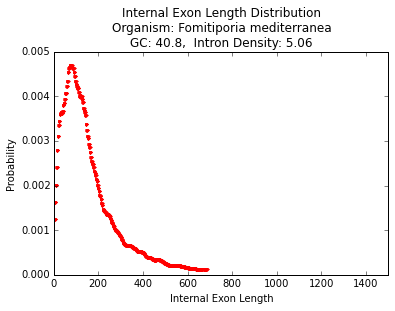 Internal Exon Length Distribution
Organism: Fomitiporia mediterranea
GC: 40.8,  Intron Density: 5.06
0.005
0.004
0.003
0.002
0.001
0.000
Probability
0 200 400 600 800 1000 1200 1400
Internal Exon Length